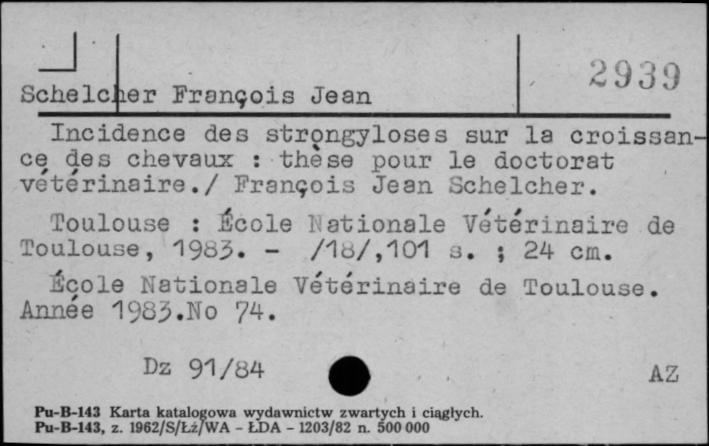 2939
Schelcher François Jean
Incidence des strongyloses sur la croissan-
ce des chevaux : thèse pour le doctorat
vétérinaire./ François Jean Schelcher.
Toulouse : École Nationale Vétérinaire de
Toulouse, 1983. - /18/,101 s. ; 24 cm.
École Nationale Vétérinaire de Toulouse.
Année 1983.No 74.
Dz 91/84
AZ
Pu-B-143 Karta katalogowa wydawnictw zwartych i ciągłych.
Pu-B-143, z. 1962/S/Łż/WA - ŁDA - 1203/82 n. 500 000